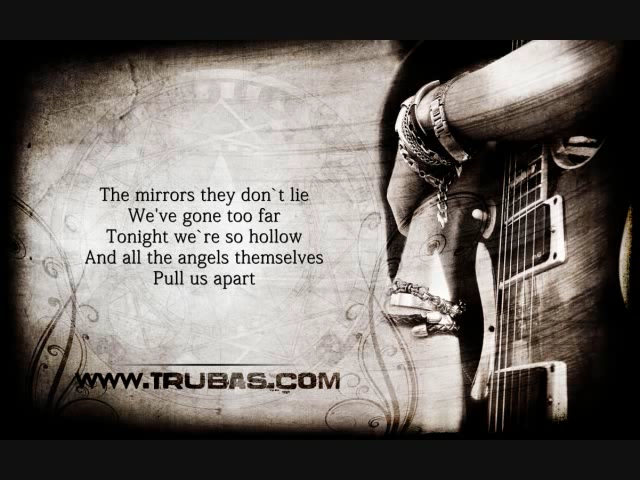 The mirrors they don`t lie
We've gone too far
Tonight we`re so hollow
And all the angels themselves
Pull us apart
WWW.TRUBAS.COM